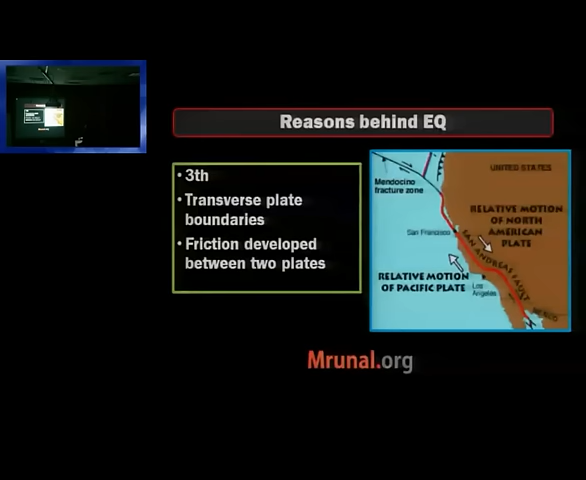 Reasons behind EQ
• 3th
• Transverse plate
boundaries
• Friction developed
between two plates
UNITED STATES
Mendocino
fracture zone
RELATIVE MOTION
OF NORTH
AMERICAN
PLATE
San Francisco
SAN ANDREAS FAULT
RELATIVE MOTION
OF PACIFIC PLATE
Los
Angeles
MEXICO
Mrunal.org